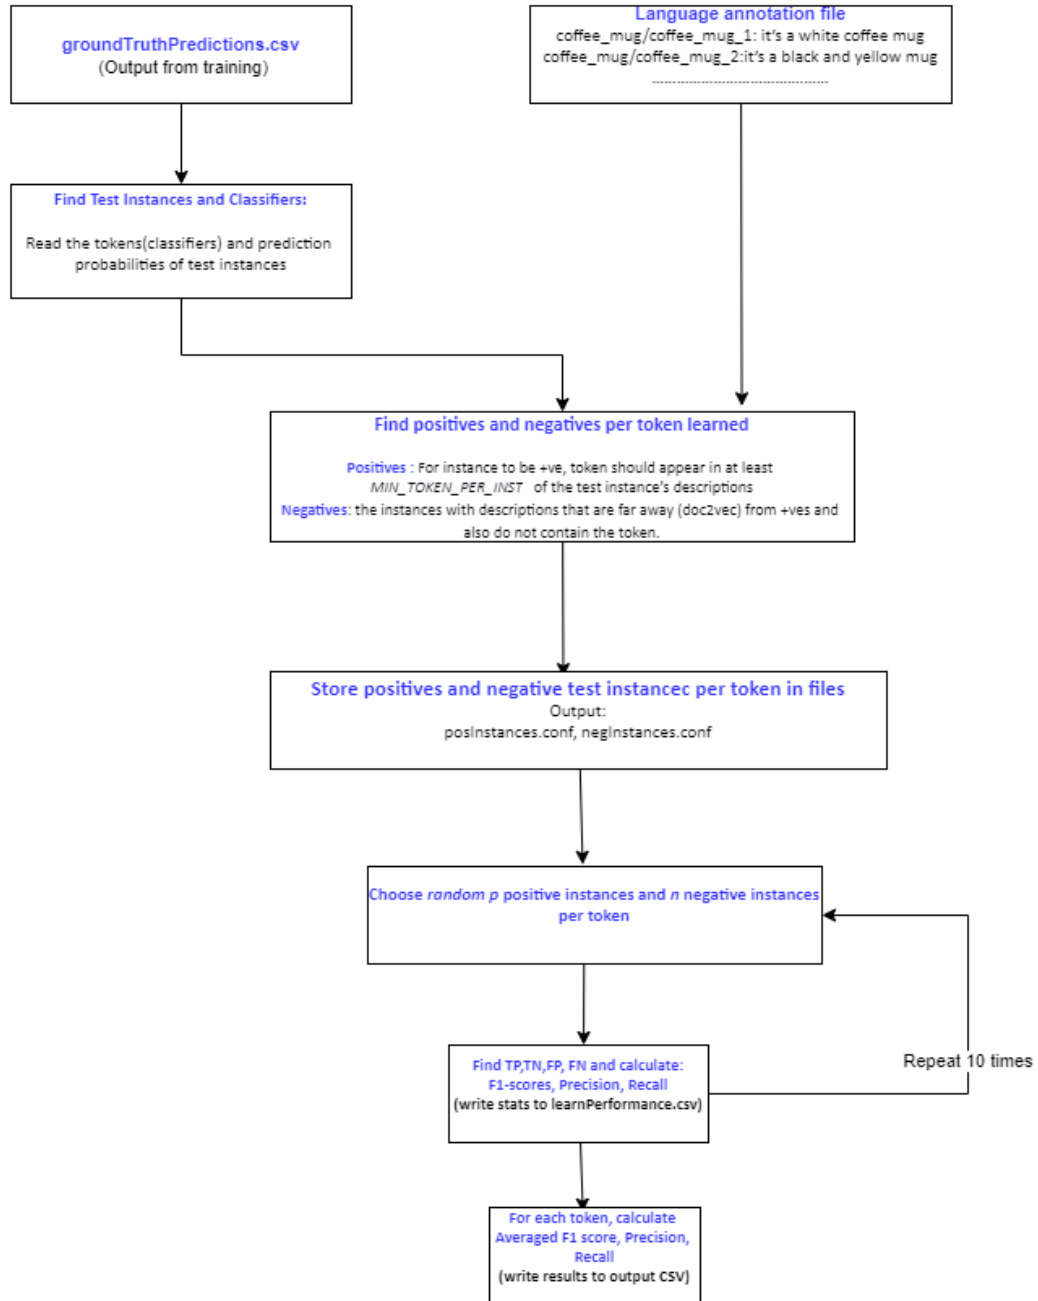 groundTruthPredictions.csv
(Output from training)
Language annotation file
coffee_mug/coffee_mug_1: it's a white coffee mug
coffee_mug/coffee_mug_2:it's a black and yellow mug
................................................
Find Test Instances and Classifiers:
Read the tokens(classifiers) and prediction
probabilities of test instances
Find positives and negatives per token learned
Positives : For instance to be +ve, token should appear in at least
MIN_TOKEN_PER_INST of the test instance's descriptions
Negatives: the instances with descriptions that are far away (doc2vec) from +ves and
also do not contain the token.
Store positives and negative test instancec per token in files
Output:
posInstances.conf, negInstances.conf
Choose random p positive instances and n negative instances
per token
Repeat 10 times
Find TP,TN,FP, FN and calculate:
F1-scores, Precision, Recall
(write stats to learnPerformance.csv)
For each token, calculate
Averaged F1 score, Precision,
Recall
(write results to output CSV)